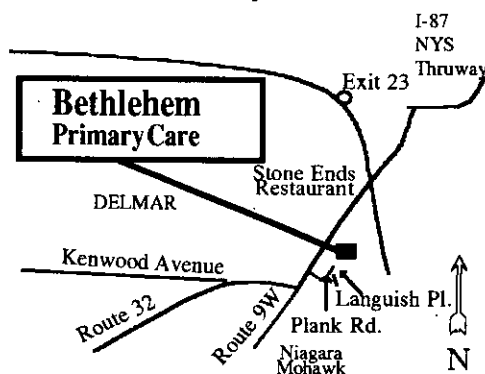 I-87
NYS
Thruway
Exit 23
Bethlehem
Primary Care
Stone Ends
Restaurant
DELMAR
Kenwood Avenue
Languish Pl.
Route 32
Route 9W
Plank Rd.
Niagara
Mohawk
N